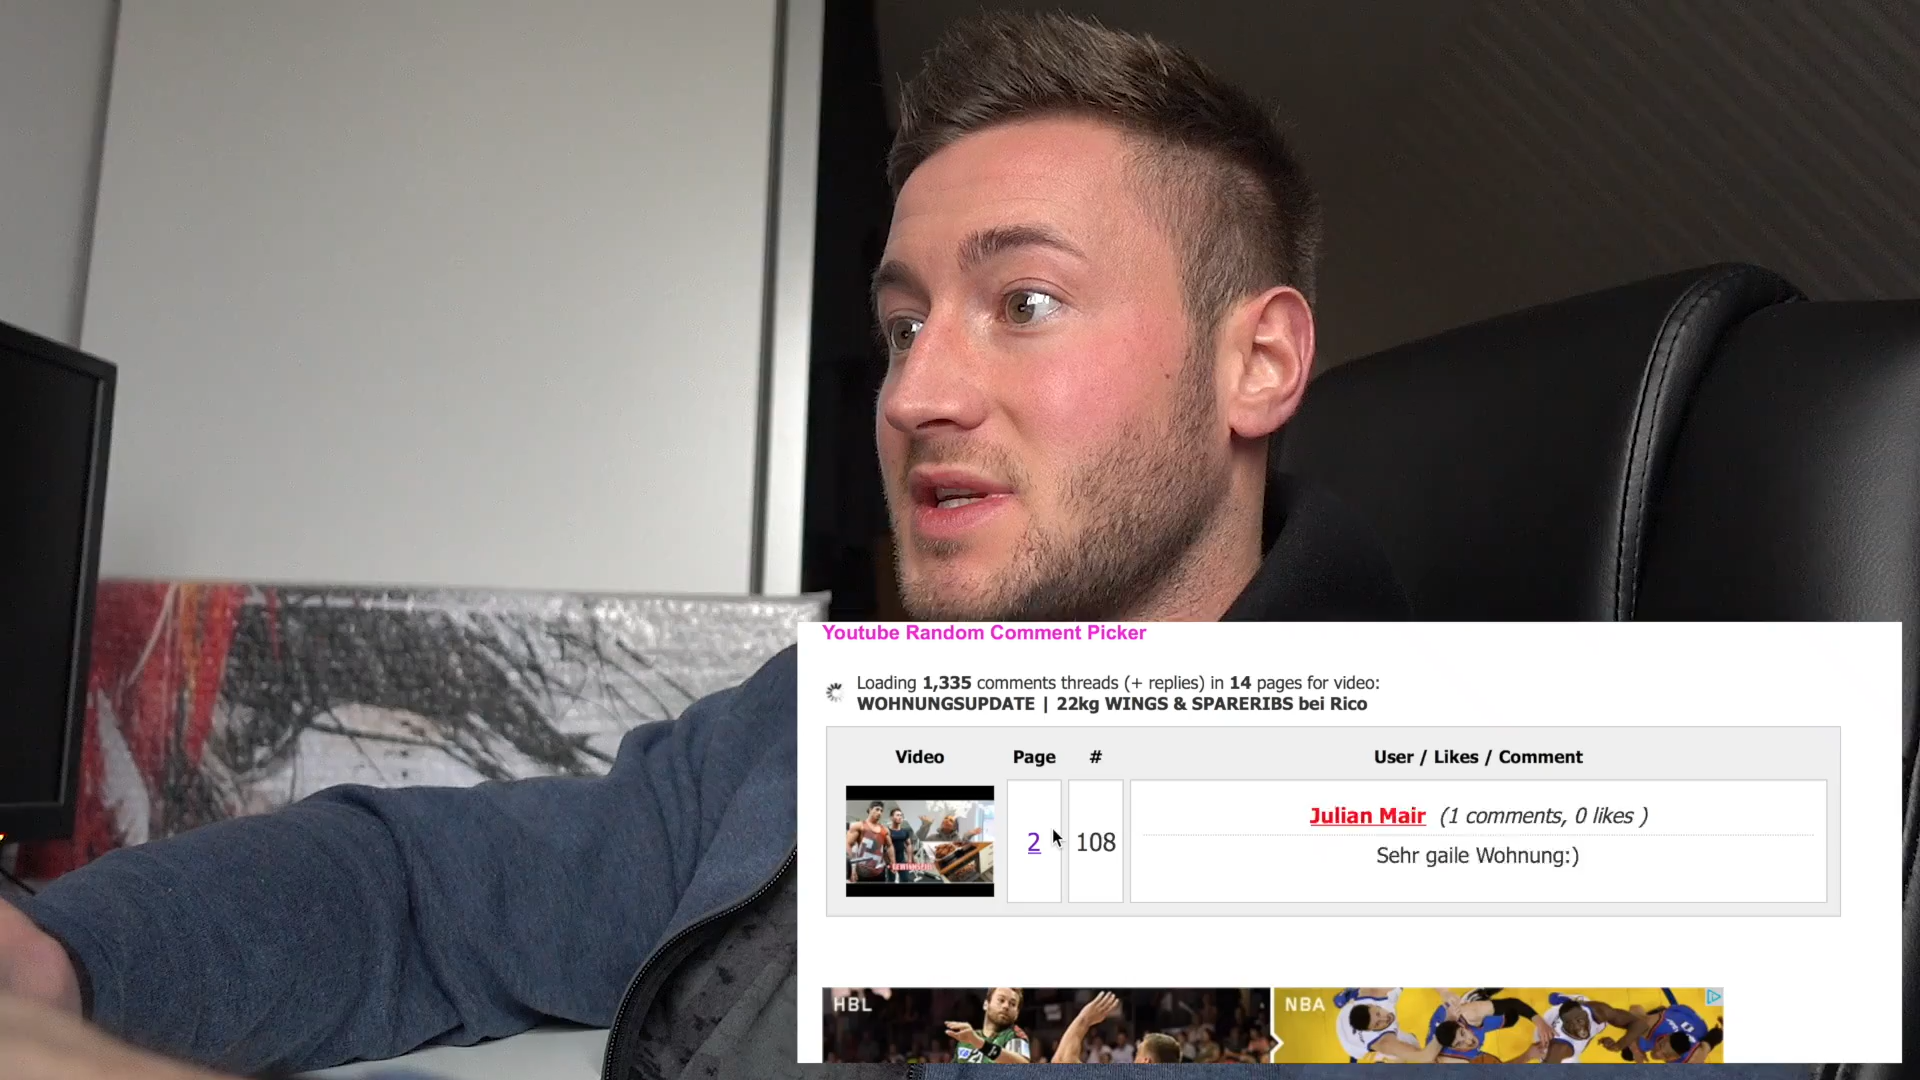 Youtube Random Comment Picker
Loading 1,335 comments threads (+ replies) in 14 pages for video:
WOHNUNGSUPDATE | 22kg WINGS & SPARERIBS bei Rico
Video Page # User / Likes / Comment
2 108 Julian Mair (1 comments, 0 likes )
Sehr gaile Wohnung:)
HBL NBA